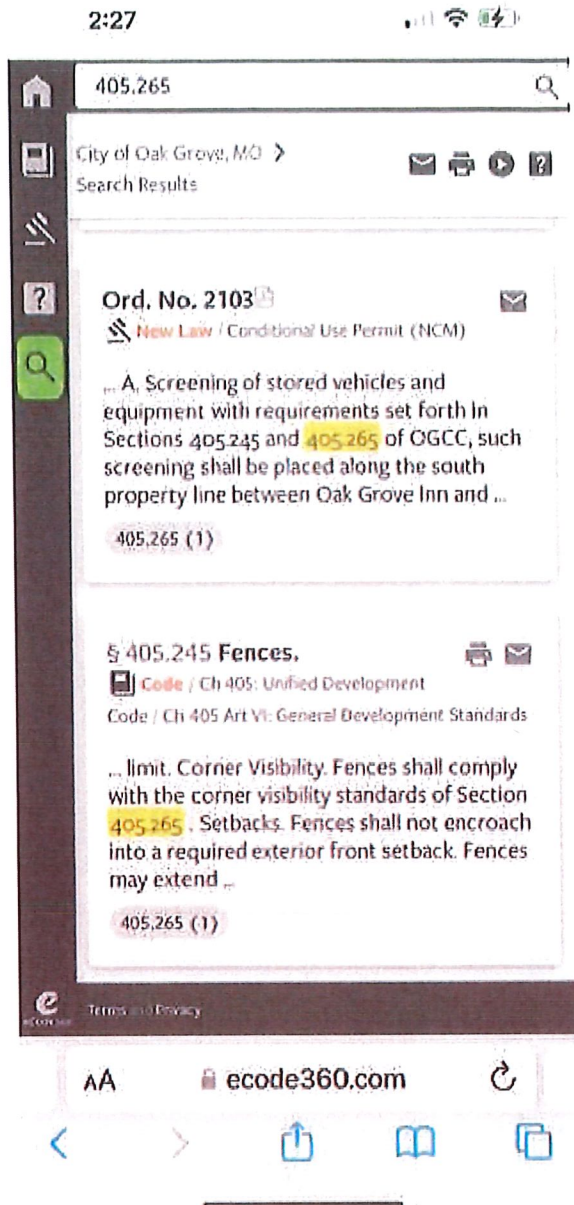 2:27
405.265
City of Oak Grove, MO >
Search Results
Ord. No. 2103
New Law / Conditional Use Permit (NCM)
... A. Screening of stored vehicles and
equipment with requirements set forth in
Sections 405.245 and 405.265 of OGCC, such
screening shall be placed along the south
property line between Oak Grove Inn and ...
405.265 (1)
§ 405.245 Fences.
Code / Ch 405: Unified Development
Code / Ch 405 Art VI: General Development Standards
... limit. Corner Visibility. Fences shall comply
with the corner visibility standards of Section
405.265 . Setbacks. Fences shall not encroach
into a required exterior front setback. Fences
may extend ...
405.265 (1)
Terms and Privacy
AA ecode360.com